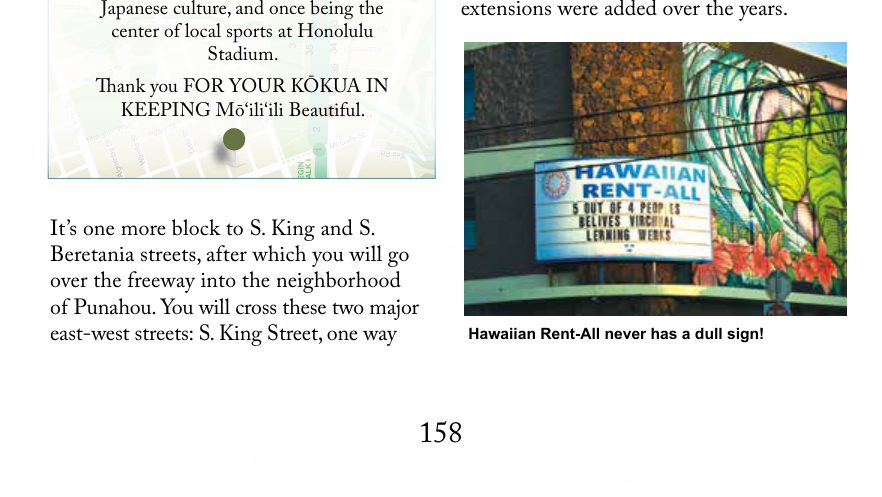 Japanese culture, and once being the
center of local sports at Honolulu
Stadium.
Thank you FOR YOUR KŌKUA IN
KEEPING Mō‘ili‘ili Beautiful.
McCully St.
It’s one more block to S. King and S.
Beretania streets, after which you will go
over the freeway into the neighborhood
of Punahou. You will cross these two major
east-west streets: S. King Street, one way
extensions were added over the years.
HAWAIIAN
RENT-ALL
5 OUT OF 4 PEOPLES
BELIVES VIRCHUAL
LERNING WERKS
Hawaiian Rent-All never has a dull sign!
158